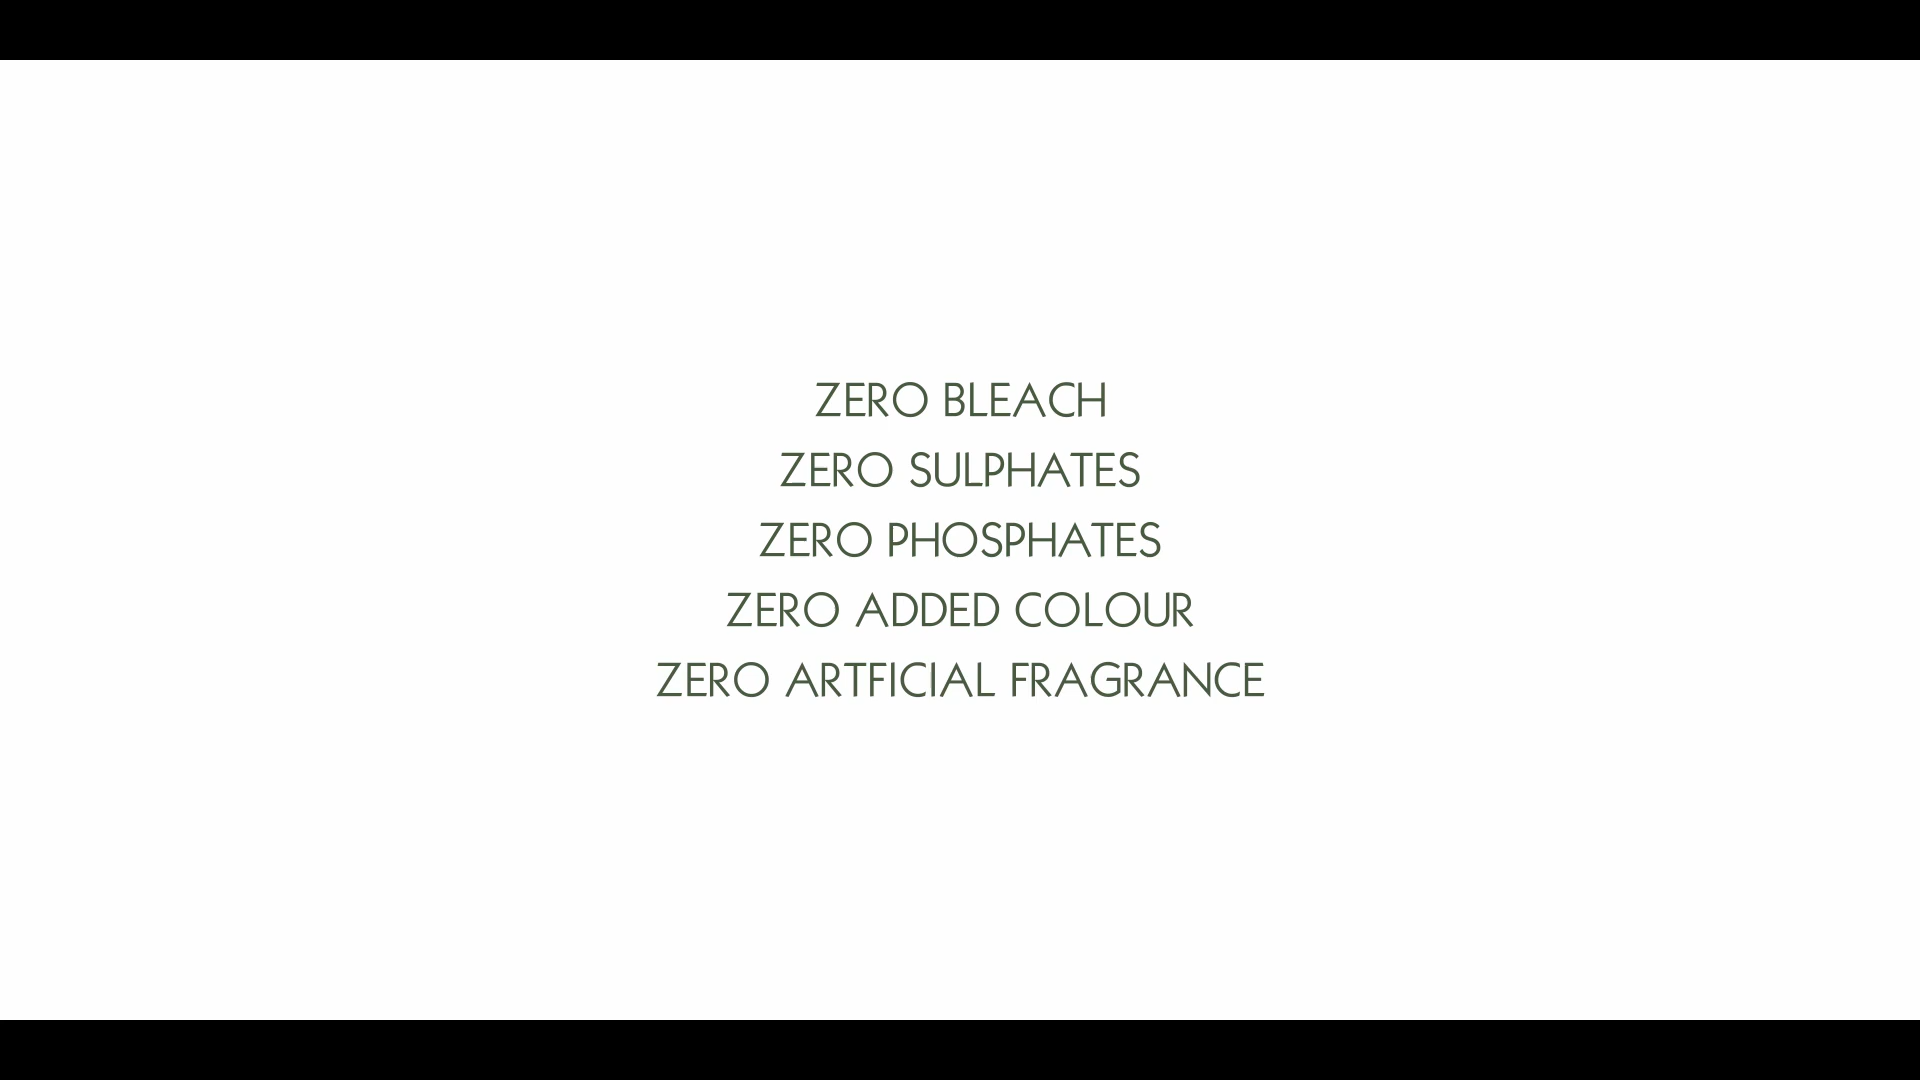 ZERO BLEACH
ZERO SULPHATES
ZERO PHOSPHATES
ZERO ADDED COLOUR
ZERO ARTFICIAL FRAGRANCE